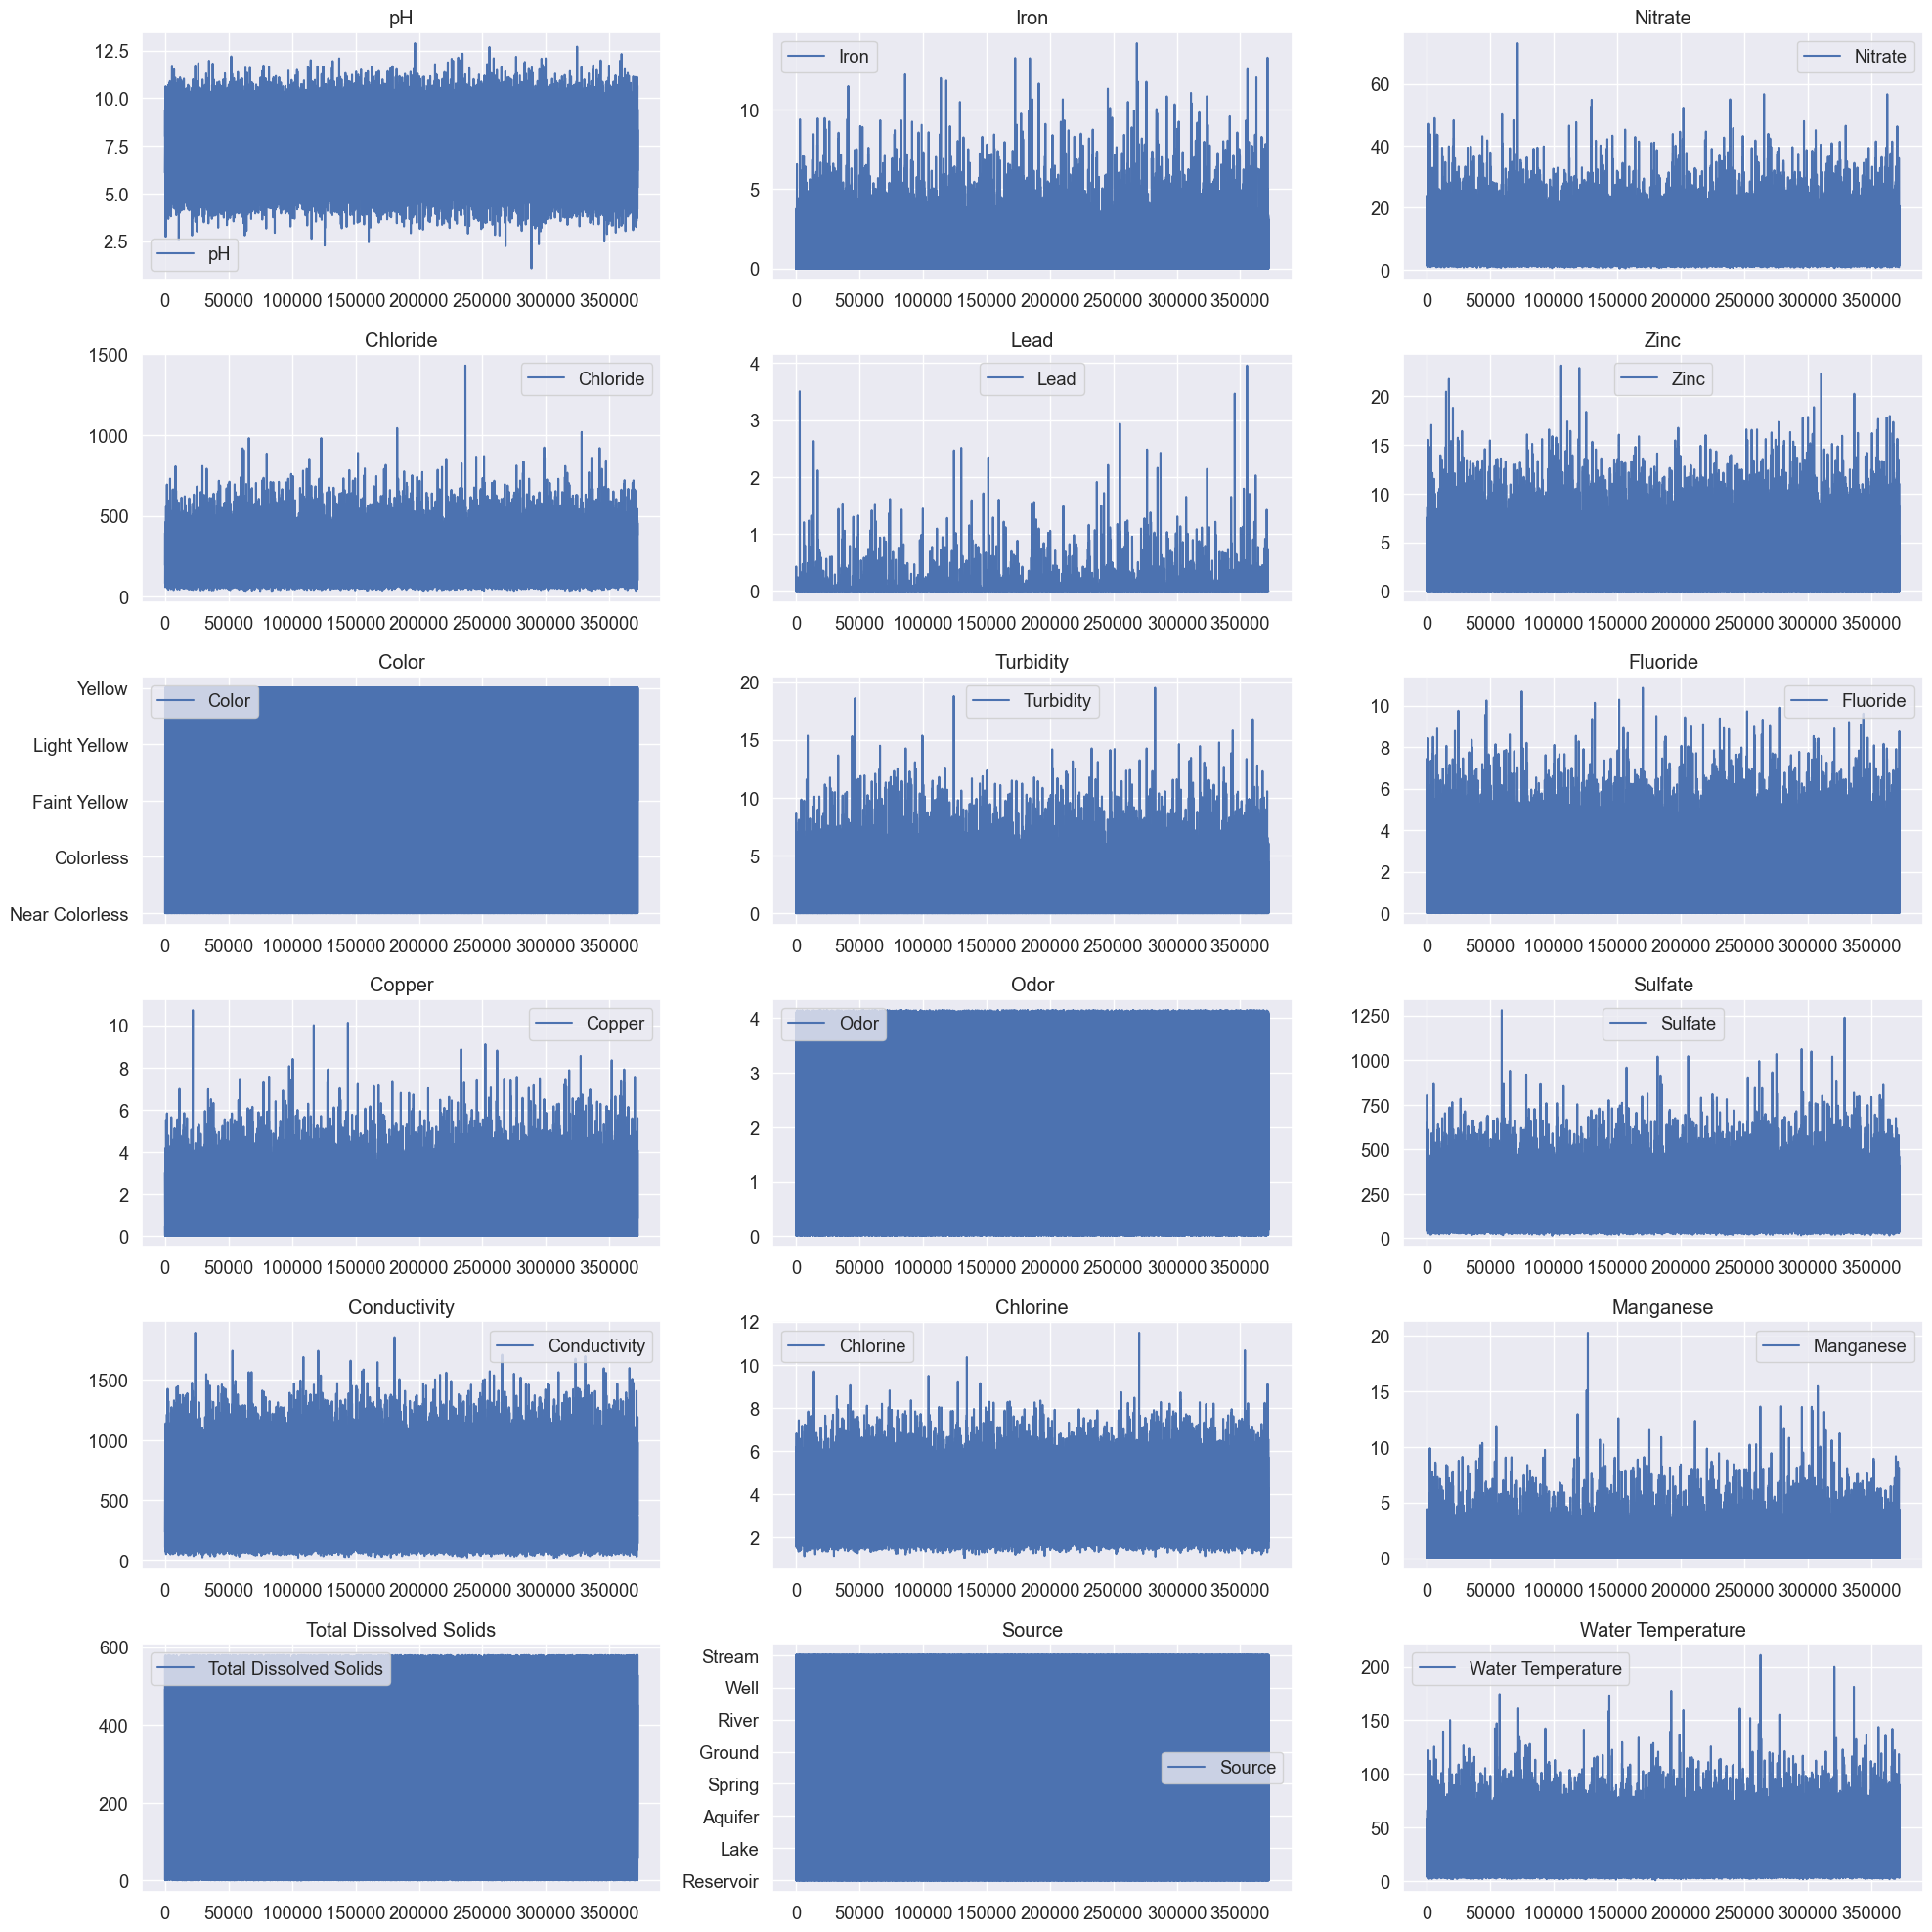 pH
12.5
10.0
7.5
5.0
2.5
pH
0 50000 100000 150000 200000 250000 300000 350000
Iron
10
5
0
Iron
0 50000 100000 150000 200000 250000 300000 350000
Nitrate
60
40
20
0
Nitrate
0 50000 100000 150000 200000 250000 300000 350000
Chloride
1500
1000
500
0
Chloride
0 50000 100000 150000 200000 250000 300000 350000
Lead
4
3
2
1
0
Lead
0 50000 100000 150000 200000 250000 300000 350000
Zinc
20
15
10
5
0
Zinc
0 50000 100000 150000 200000 250000 300000 350000
Color
Yellow
Light Yellow
Faint Yellow
Colorless
Near Colorless
Color
0 50000 100000 150000 200000 250000 300000 350000
Turbidity
20
15
10
5
0
Turbidity
0 50000 100000 150000 200000 250000 300000 350000
Fluoride
10
8
6
4
2
0
Fluoride
0 50000 100000 150000 200000 250000 300000 350000
Copper
10
8
6
4
2
0
Copper
0 50000 100000 150000 200000 250000 300000 350000
Odor
4
3
2
1
0
Odor
0 50000 100000 150000 200000 250000 300000 350000
Sulfate
1250
1000
750
500
250
0
Sulfate
0 50000 100000 150000 200000 250000 300000 350000
Conductivity
1500
1000
500
0
Conductivity
0 50000 100000 150000 200000 250000 300000 350000
Chlorine
12
10
8
6
4
2
Chlorine
0 50000 100000 150000 200000 250000 300000 350000
Manganese
20
15
10
5
0
Manganese
0 50000 100000 150000 200000 250000 300000 350000
Total Dissolved Solids
600
400
200
0
Total Dissolved Solids
0 50000 100000 150000 200000 250000 300000 350000
Source
Stream
Well
River
Ground
Spring
Aquifer
Lake
Reservoir
Source
0 50000 100000 150000 200000 250000 300000 350000
Water Temperature
200
150
100
50
0
Water Temperature
0 50000 100000 150000 200000 250000 300000 350000